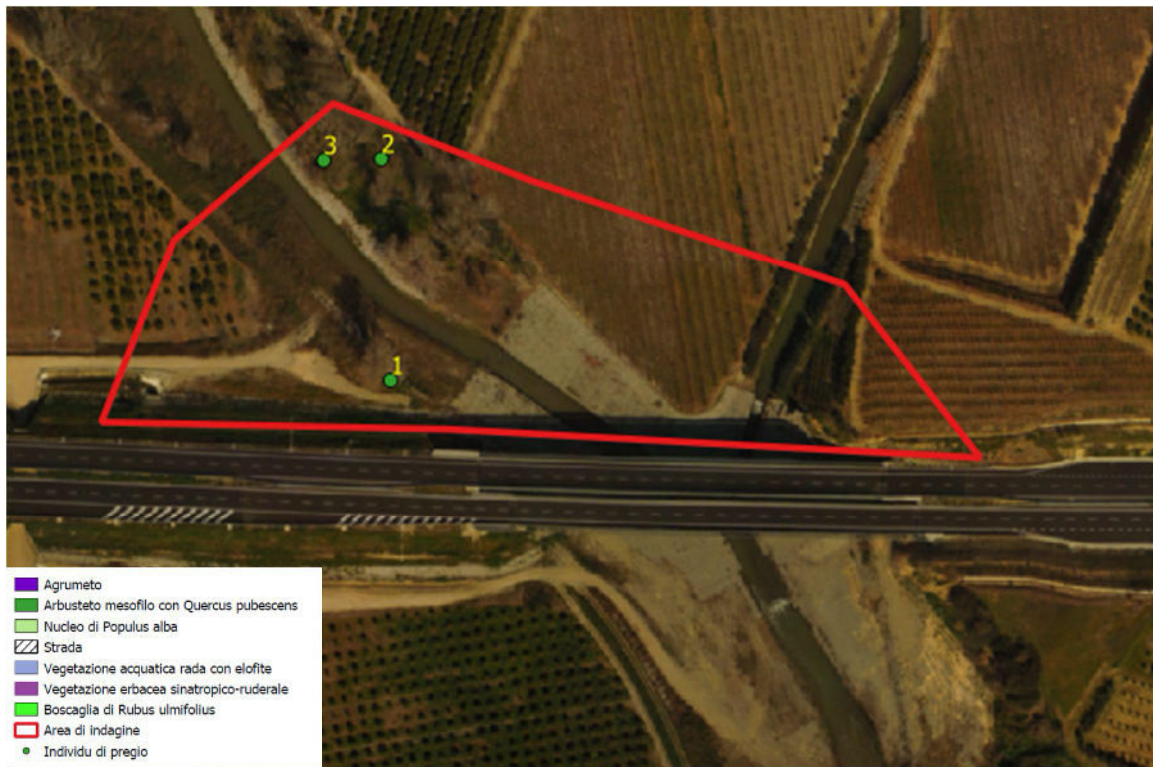 3 2
1
Agrumeto
Arbusteto mesofilo con Quercus pubescens
Nucleo di Populus alba
Strada
Vegetazione acquatica rada con elofite
Vegetazione erbacea sinatropico-ruderale
Boscaglia di Rubus ulmifolius
Area di indagine
Individu di pregio